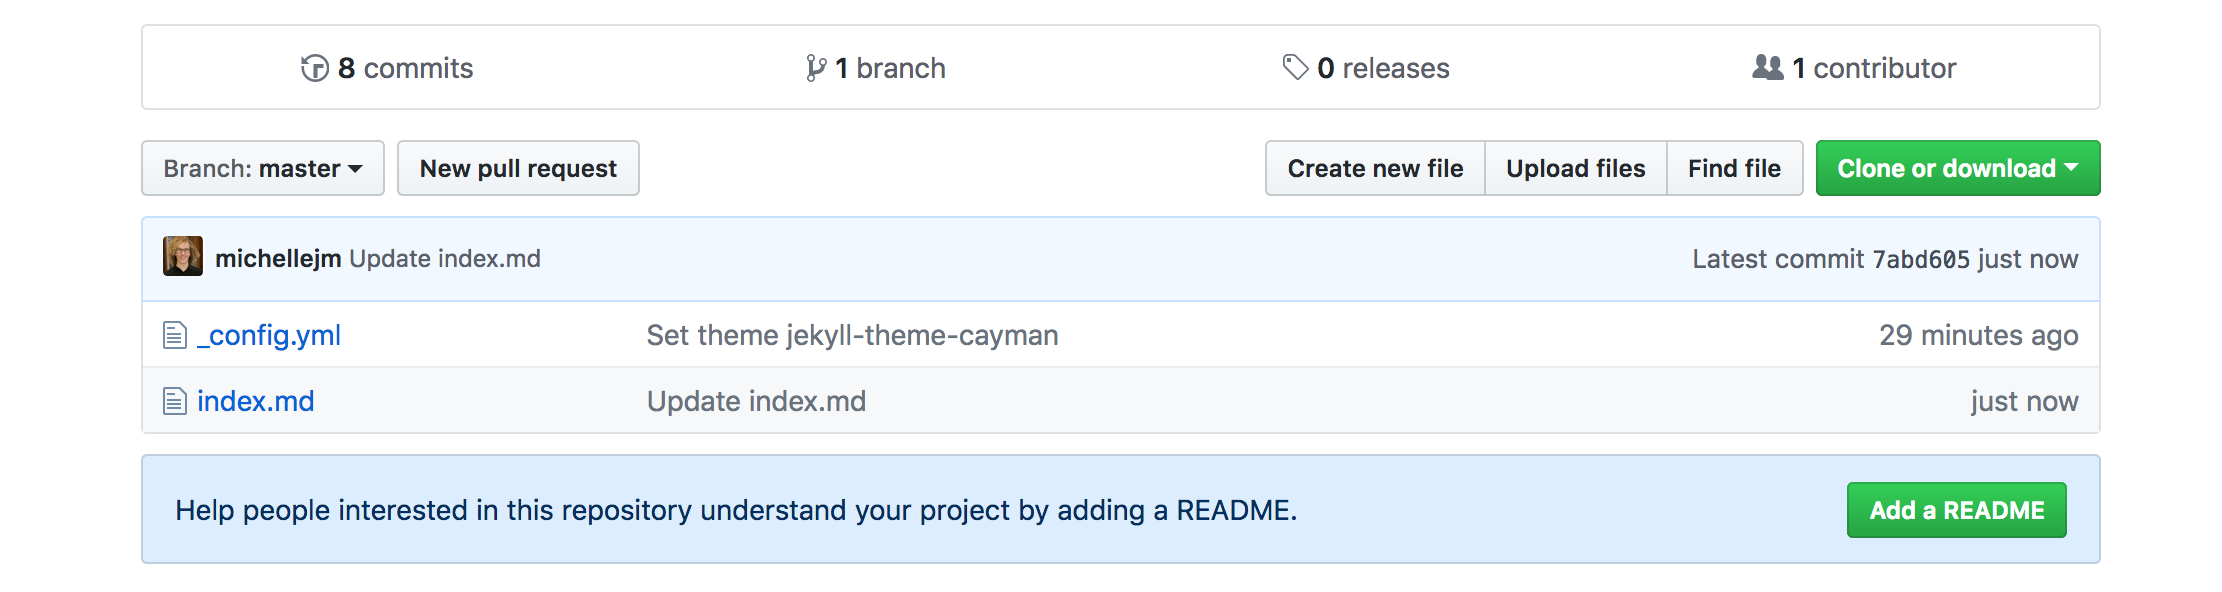 8 commits 1 branch 0 releases 1 contributor
Branch: master New pull request Create new file Upload files Find file Clone or download
michellejm Update index.md Latest commit 7abd605 just now
_config.yml Set theme jekyll-theme-cayman 29 minutes ago
index.md Update index.md just now
Help people interested in this repository understand your project by adding a README. Add a README